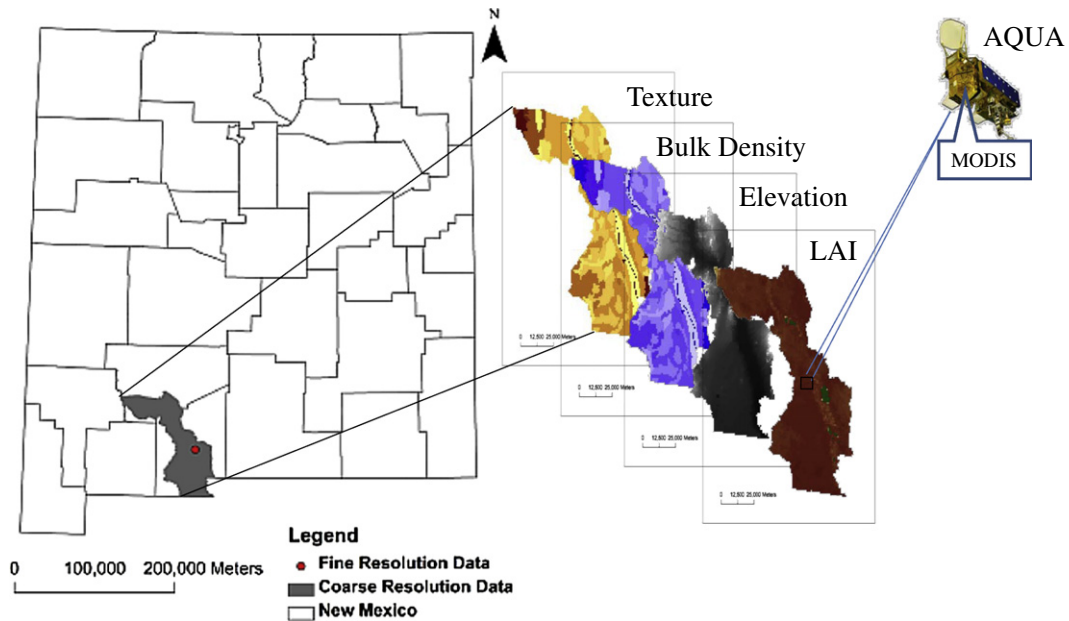 N
AQUA
MODIS
Texture
Bulk Density
Elevation
LAI
0 12,500 25,000 Meters
0 12,500 25,000 Meters
0 12,500 25,000 Meters
0 12,500 25,000 Meters
Legend
Fine Resolution Data
Coarse Resolution Data
New Mexico
0 100,000 200,000 Meters